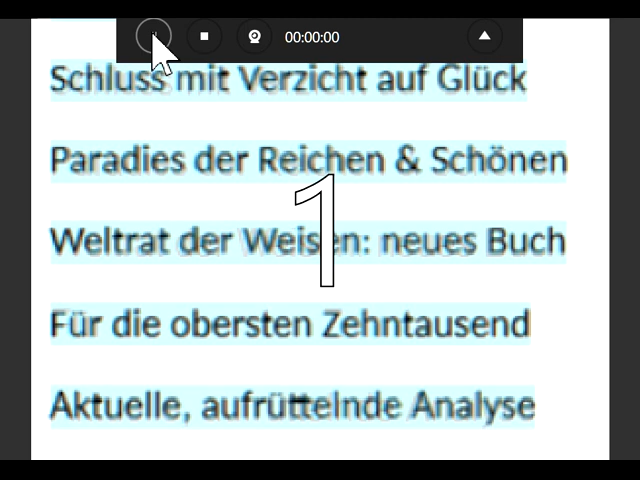 00:00:00
Schluss mit Verzicht auf Glück
Paradies der Reichen & Schönen
1
Weltrat der Weisen: neues Buch
Für die obersten Zehntausend
Aktuelle, aufrüttelnde Analyse